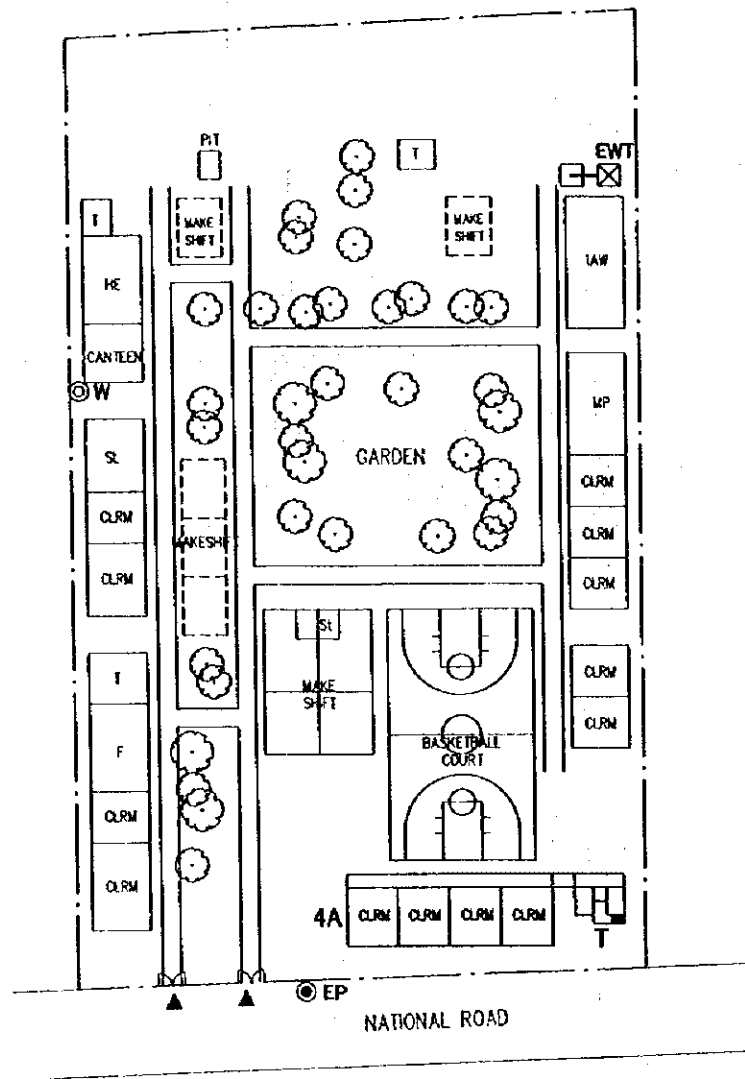 PIT
T
EWT
T
MAKE
SHIFT
MAKE
SHIFT
IAW
HE
CANTEEN
W
MP
SL
GARDEN
CLRM
CLRM
MAKESHIFT
CLRM
CLRM
CLRM
St
T
MAKE
SHIFT
CLRM
CLRM
F
BASKETBALL
COURT
CLRM
CLRM
4A
CLRM
CLRM
CLRM
CLRM
T
EP
NATIONAL ROAD